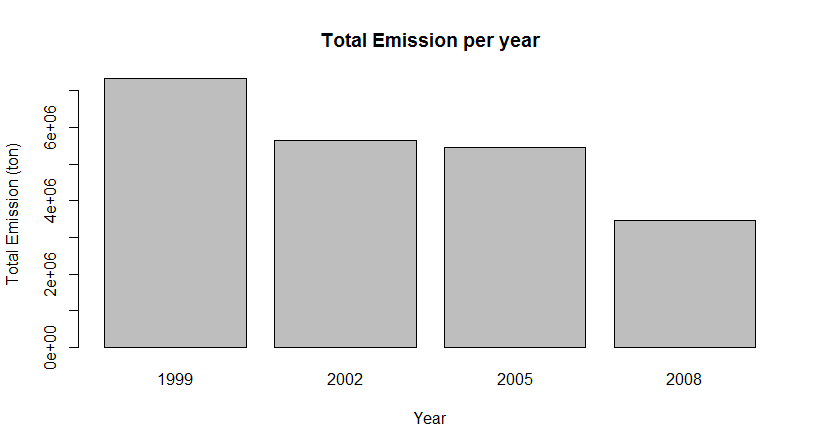 Total Emission per year
Total Emission (ton)
6e+06
4e+06
2e+06
0e+00
1999 2002 2005 2008
Year